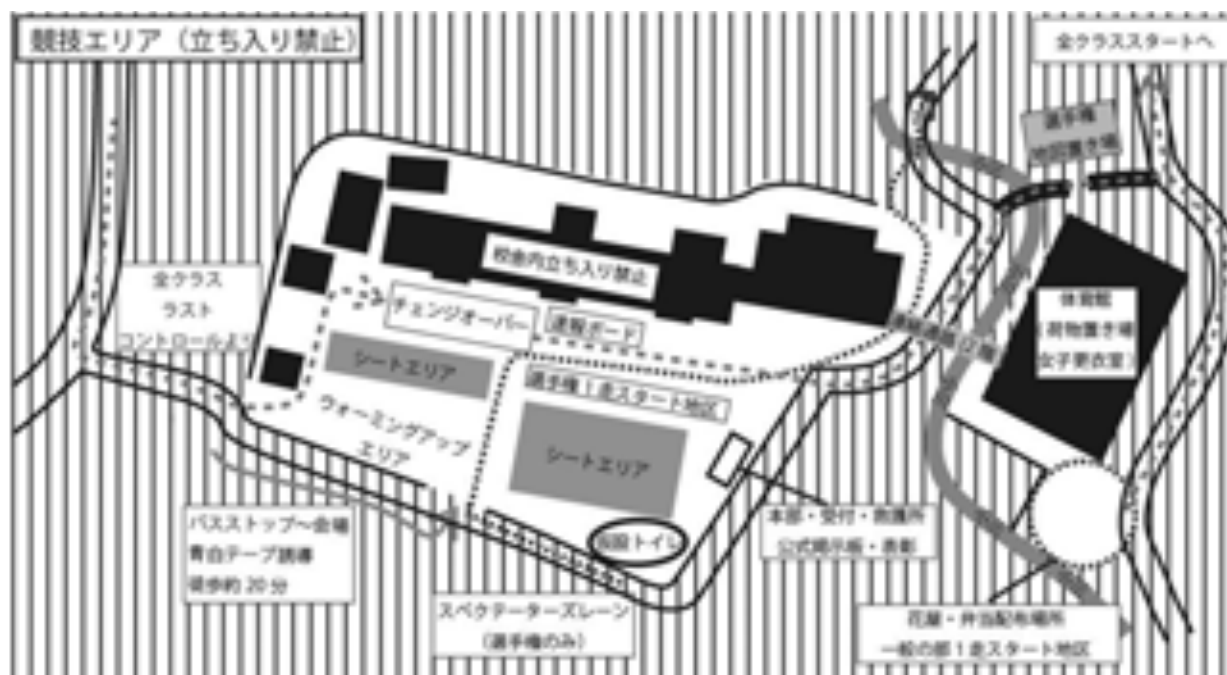 競技エリア(立ち入り禁止)
全クラススタートへ
選手権
地図置き場
校舎内立ち入り禁止
全クラス
ラスト
コントロールより
チェンジオーバー
速報ボード
連絡通路(2階)
体育館
(荷物置き場
女子更衣室)
シートエリア
選手権1走スタート地区
ウォーミングアップ
エリア
シートエリア
バスストップ〜会場
青白テープ誘導
徒歩約20分
仮設トイレ
本部・受付・救護所
公式掲示板・表彰
スペクテーターズレーン
(選手権のみ)
・弁当配布場所
一般の部1走スタート地区